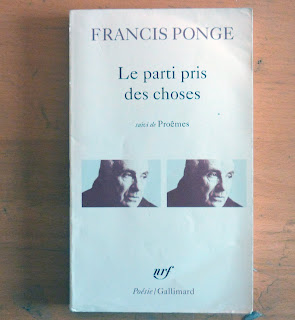 FRANCIS PONGE
Le parti pris
des choses
suivi de Proêmes
nrf
Poésie/Gallimard